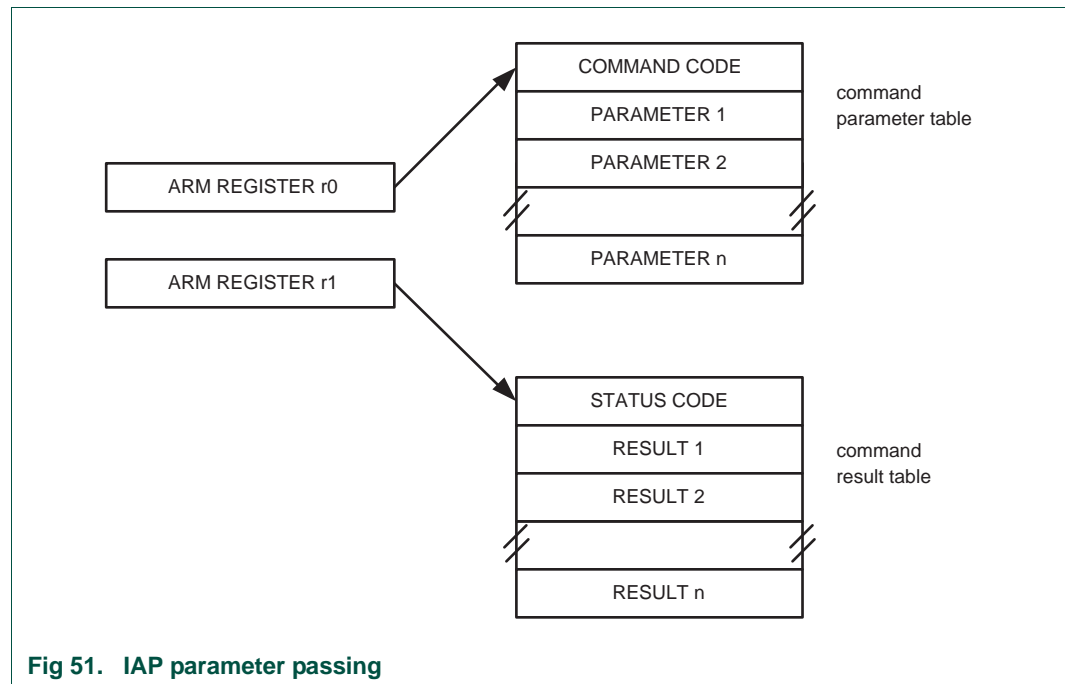 COMMAND CODE
PARAMETER 1
PARAMETER 2
PARAMETER n
command
parameter table
ARM REGISTER r0
ARM REGISTER r1
STATUS CODE
RESULT 1
RESULT 2
RESULT n
command
result table
Fig 51. IAP parameter passing